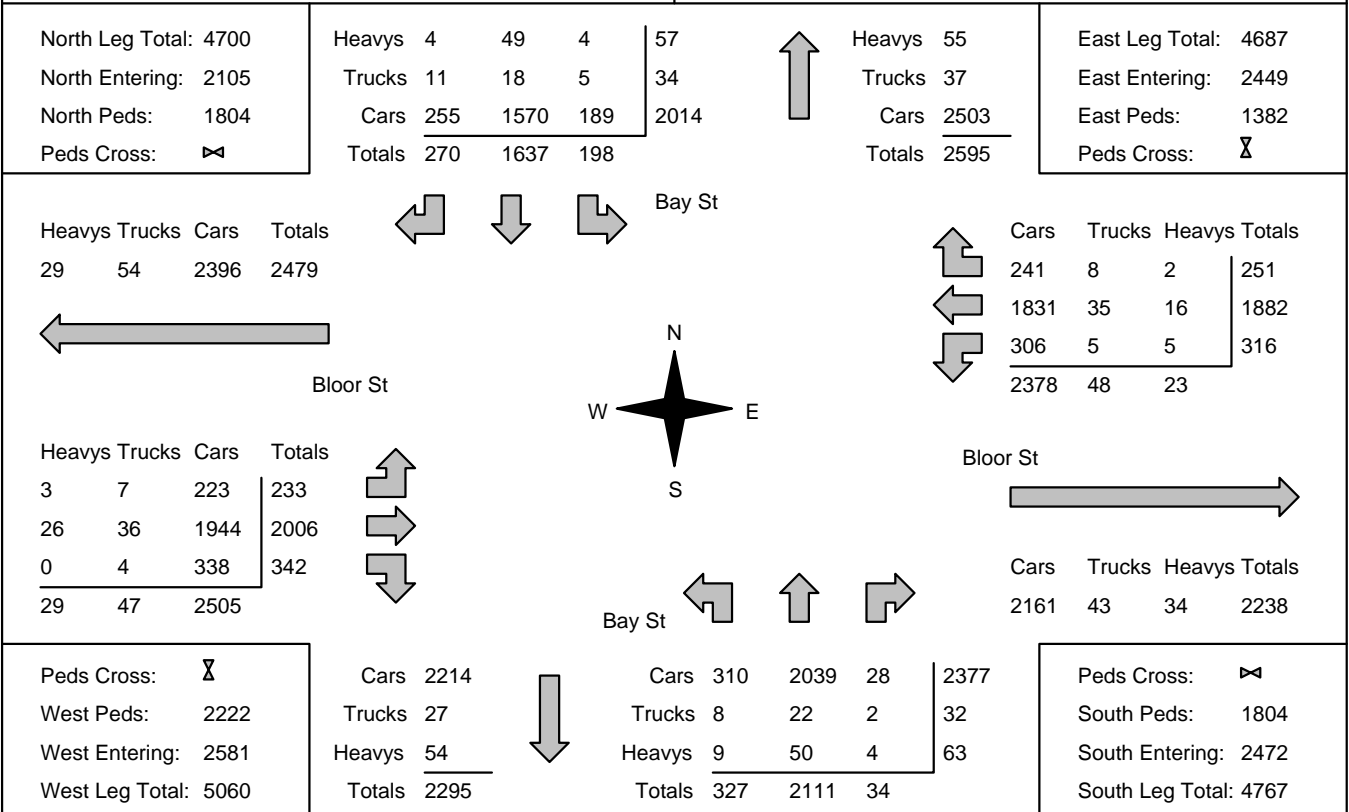 North Leg Total: 4700
North Entering: 2105
North Peds: 1804
Peds Cross:
Heavys 4 49 4 57
Trucks 11 18 5 34
Cars 255 1570 189 2014
Totals 270 1637 198
Heavys 55
Trucks 37
Cars 2503
Totals 2595
East Leg Total: 4687
East Entering: 2449
East Peds: 1382
Peds Cross:
Bay St
Heavys Trucks Cars Totals
29 54 2396 2479
Cars Trucks Heavys Totals
241 8 2 251
1831 35 16 1882
306 5 5 316
2378 48 23
Bloor St
N
W E
S
Heavys Trucks Cars Totals
3 7 223 233
26 36 1944 2006
0 4 338 342
29 47 2505
Bloor St
Cars Trucks Heavys Totals
2161 43 34 2238
Bay St
Peds Cross:
West Peds: 2222
West Entering: 2581
West Leg Total: 5060
Cars 2214
Trucks 27
Heavys 54
Totals 2295
Cars 310 2039 28 2377
Trucks 8 22 2 32
Heavys 9 50 4 63
Totals 327 2111 34
Peds Cross:
South Peds: 1804
South Entering: 2472
South Leg Total: 4767